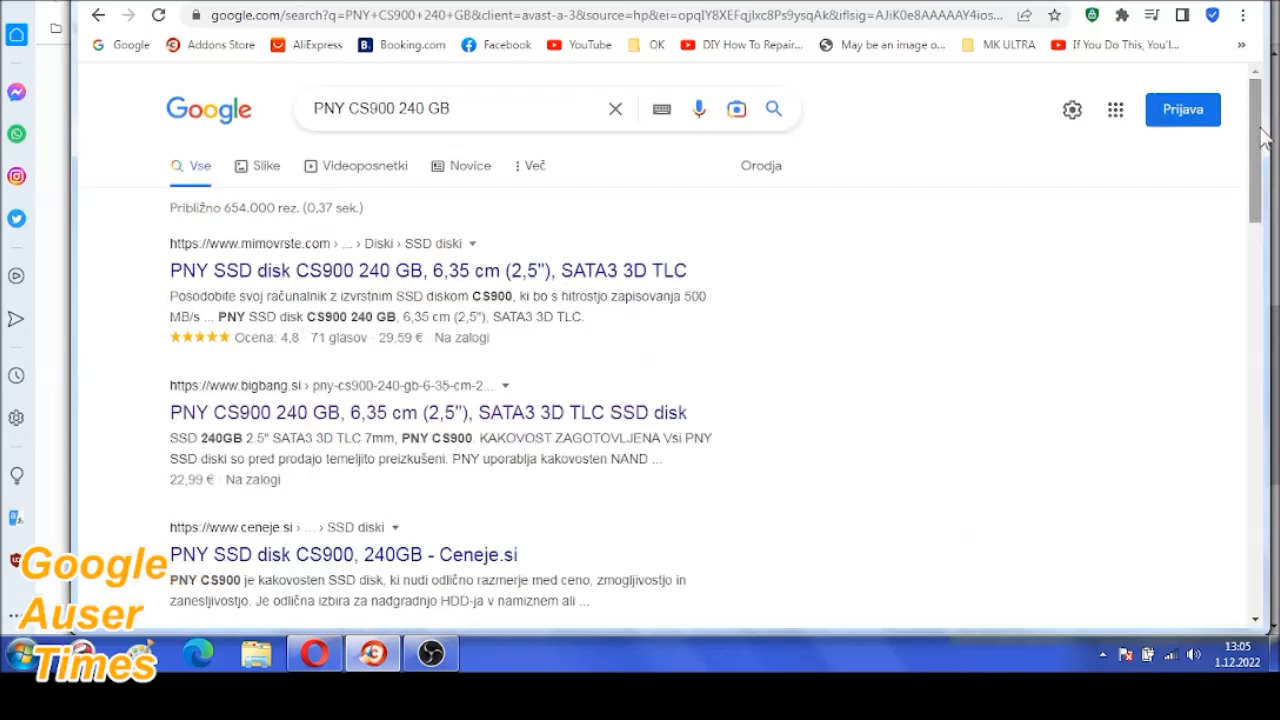 google.com/search?q=PNY+CS900+240+GB&client=avast-a-3&source=hp&ei=opqIY8XEFqjlxc8Ps9ysqAk&iflsig=AJiK0e8AAAAAY4ios...
Google Addons Store AliExpress Booking.com Facebook YouTube OK DIY How To Repair... May be an image o... MK ULTRA If You Do This, You'l... »
Google PNY CS900 240 GB Prijava
Vse Slike Videoposnetki Novice Več Orodja
Približno 654.000 rez. (0,37 sek.)
https://www.mimovrste.com › ... › Diski › SSD diski
PNY SSD disk CS900 240 GB, 6,35 cm (2,5"), SATA3 3D TLC
Posodobite svoj računalnik z izvrstnim SSD diskom CS900, ki bo s hitrostjo zapisovanja 500
MB/s ... PNY SSD disk CS900 240 GB, 6,35 cm (2,5"), SATA3 3D TLC.
Ocena: 4,8 · 71 glasov · 29,59 € · Na zalogi
https://www.bigbang.si › pny-cs900-240-gb-6-35-cm-2...
PNY CS900 240 GB, 6,35 cm (2,5"), SATA3 3D TLC SSD disk
SSD 240GB 2.5" SATA3 3D TLC 7mm, PNY CS900. KAKOVOST ZAGOTOVLJENA Vsi PNY
SSD diski so pred prodajo temeljito preizkušeni. PNY uporablja kakovosten NAND ...
22,99 € · Na zalogi
https://www.ceneje.si › ... › SSD diski
PNY SSD disk CS900, 240GB - Ceneje.si
PNY CS900 je kakovosten SSD disk, ki nudi odlično razmerje med ceno, zmogljivostjo in
zanesljivostjo. Je odlična izbira za nadgradnjo HDD-ja v namiznem ali ...
Google
Auser
Times
13:05
1.12.2022